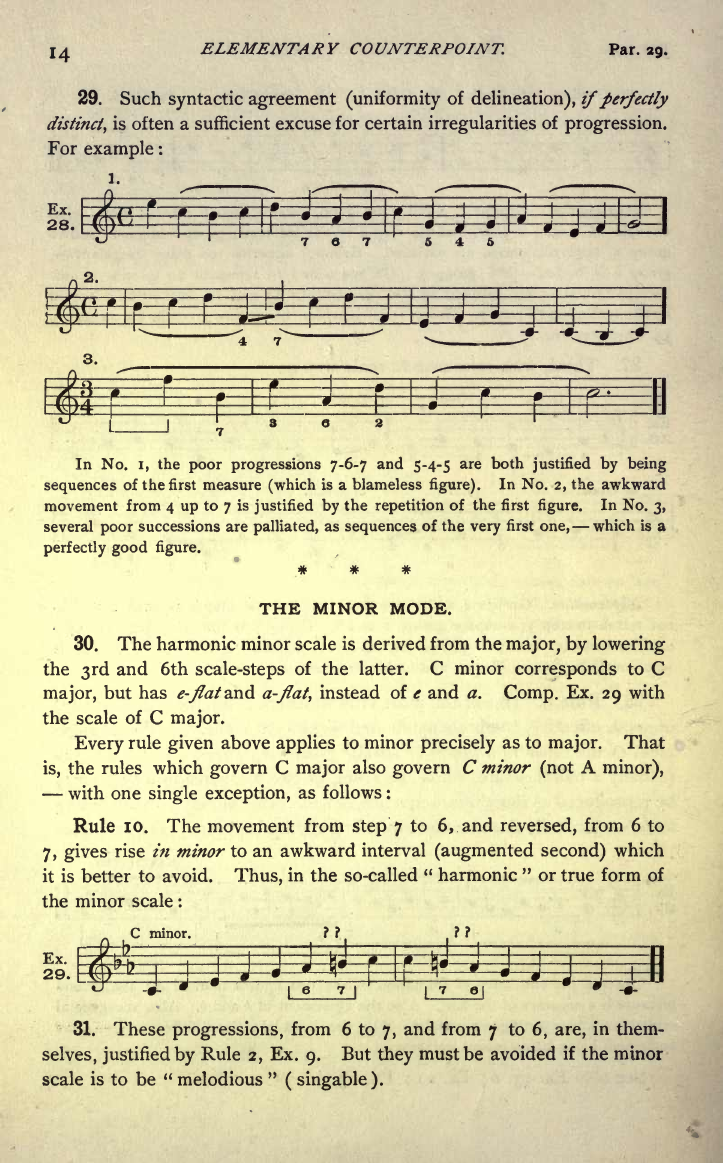 14 ELEMENTARY COUNTERPOINT. Par. 29.
29. Such syntactic agreement (uniformity of delineation), if perfectly
distinct, is often a sufficient excuse for certain irregularities of progression.
For example :
1.
Ex.
28.
7 6 7 5 4 5
2.
4 7
3.
3
4
7 3 6 2
In No. 1, the poor progressions 7-6-7 and 5-4-5 are both justified by being
sequences of the first measure (which is a blameless figure). In No. 2, the awkward
movement from 4 up to 7 is justified by the repetition of the first figure. In No. 3,
several poor successions are palliated, as sequences of the very first one,— which is a
perfectly good figure.
* * *
THE MINOR MODE.
30. The harmonic minor scale is derived from the major, by lowering
the 3rd and 6th scale-steps of the latter. C minor corresponds to C
major, but has e-flat and a-flat, instead of e and a. Comp. Ex. 29 with
the scale of C major.
Every rule given above applies to minor precisely as to major. That
is, the rules which govern C major also govern C minor (not A minor),
— with one single exception, as follows :
Rule 10. The movement from step 7 to 6, and reversed, from 6 to
7, gives rise in minor to an awkward interval (augmented second) which
it is better to avoid. Thus, in the so-called “ harmonic ” or true form of
the minor scale :
C minor. ? ? ? ?
Ex.
29.
6 7 7 6
31. These progressions, from 6 to 7, and from 7 to 6, are, in them-
selves, justified by Rule 2, Ex. 9. But they must be avoided if the minor
scale is to be “ melodious ” ( singable ).